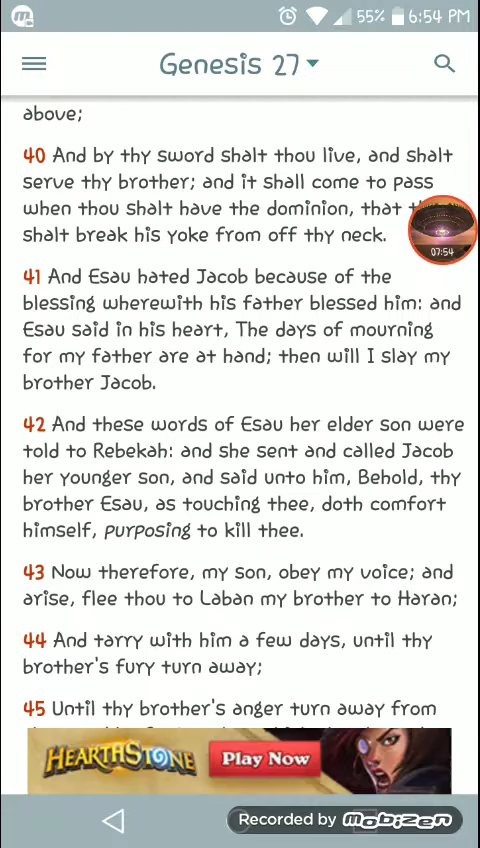 55% 6:54 PM
Genesis 27
above;
40 And by thy sword shalt thou live, and shalt
serve thy brother; and it shall come to pass
when thou shalt have the dominion, that
shalt break his yoke from off thy neck.
07:54
41 And Esau hated Jacob because of the
blessing wherewith his father blessed him: and
Esau said in his heart, The days of mourning
for my father are at hand; then will I slay my
brother Jacob.
42 And these words of Esau her elder son were
told to Rebekah: and she sent and called Jacob
her younger son, and said unto him, Behold, thy
brother Esau, as touching thee, doth comfort
himself, purposing to kill thee.
43 Now therefore, my son, obey my voice; and
arise, flee thou to Laban my brother to Haran;
44 And tarry with him a few days, until thy
brother's fury turn away;
45 Until thy brother's anger turn away from
HEARTHSTONE Play Now
Recorded by mobizen